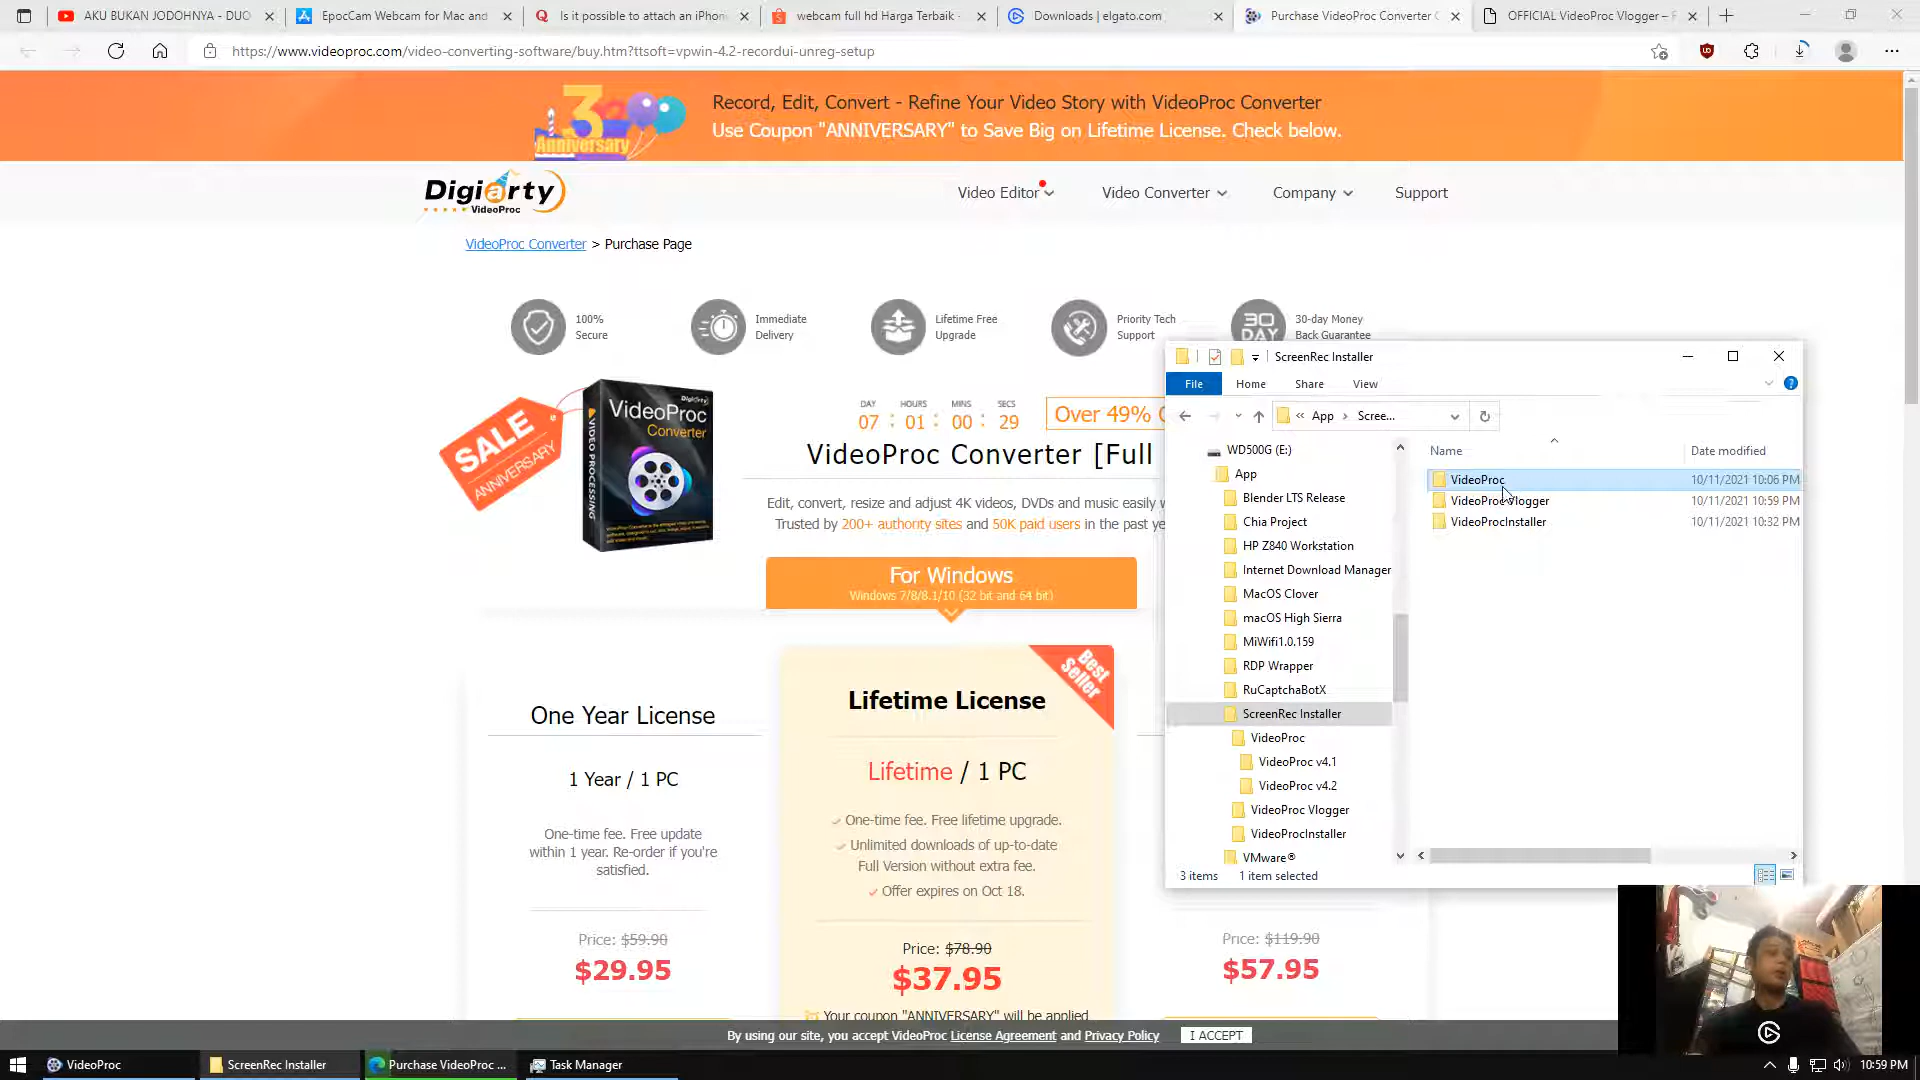 AKU BUKAN JODOHNYA - DUO
EpocCam Webcam for Mac and
Is it possible to attach an iPhon
webcam full hd Harga Terbaik -
Downloads | elgato.com
Purchase VideoProc Converter
OFFICIAL VideoProc Vlogger –
https://www.videoproc.com/video-converting-software/buy.htm?ttsoft=vpwin-4.2-recordui-unreg-setup
3 Anniversary
Record, Edit, Convert - Refine Your Video Story with VideoProc Converter
Use Coupon "ANNIVERSARY" to Save Big on Lifetime License. Check below.
Digiarty
VideoProc
Video Editor
Video Converter
Company
Support
VideoProc Converter > Purchase Page
100% Secure
Immediate Delivery
Lifetime Free Upgrade
Priority Tech Support
30 DAY
30-day Money Back Guarantee
SALE
ANNIVERSARY
Digiarty
VideoProc
Converter
VIDEO PROCESSING
DAY HOURS MINS SECS
07 : 01 : 00 : 29
Over 49%
VideoProc Converter [Full
Edit, convert, resize and adjust 4K videos, DVDs and music easily
Trusted by 200+ authority sites and 50K paid users in the past
For Windows
Windows 7/8/8.1/10 (32 bit and 64 bit)
One Year License
1 Year / 1 PC
One-time fee. Free update
within 1 year. Re-order if you're
satisfied.
Price: $59.90
$29.95
Best Seller
Lifetime License
Lifetime / 1 PC
One-time fee. Free lifetime upgrade.
Unlimited downloads of up-to-date
Full Version without extra fee.
Offer expires on Oct 18.
Price: $78.90
$37.95
Your coupon "ANNIVERSARY" will be applied
Price: $119.90
$57.95
ScreenRec Installer
File
Home
Share
View
« App › Scree...
WD500G (E:)
App
Blender LTS Release
Chia Project
HP Z840 Workstation
Internet Download Manager
MacOS Clover
macOS High Sierra
MiWifi1.0.159
RDP Wrapper
RuCaptchaBotX
ScreenRec Installer
VideoProc
VideoProc v4.1
VideoProc v4.2
VideoProc Vlogger
VideoProcInstaller
VMware®
Name
Date modified
VideoProc 10/11/2021 10:06 PM
VideoProc Vlogger 10/11/2021 10:59 PM
VideoProcInstaller 10/11/2021 10:32 PM
3 items
1 item selected
By using our site, you accept VideoProc License Agreement and Privacy Policy
I ACCEPT
VideoProc
ScreenRec Installer
Purchase VideoProc ...
Task Manager
10:59 PM